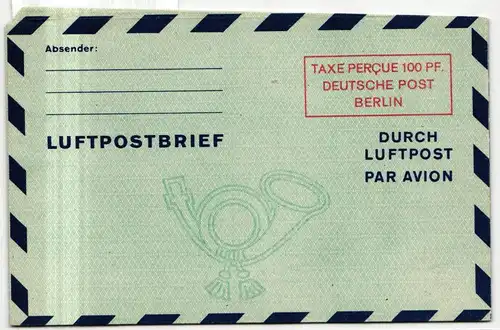 Absender:
TAXE PERÇUE 100 PF.
DEUTSCHE POST
BERLIN
LUFTPOSTBRIEF
DURCH
LUFTPOST
PAR AVION